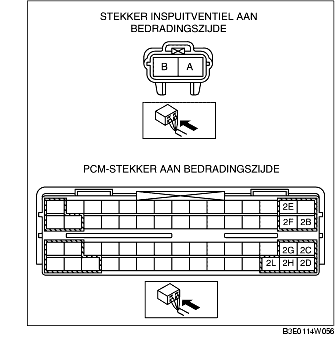 STEKKER INSPUITVENTIEL AAN
BEDRADINGSZIJDE
B A
PCM-STEKKER AAN BEDRADINGSZIJDE
2E
2F 2B
2G 2C
2L 2H 2D
B3E0114W056